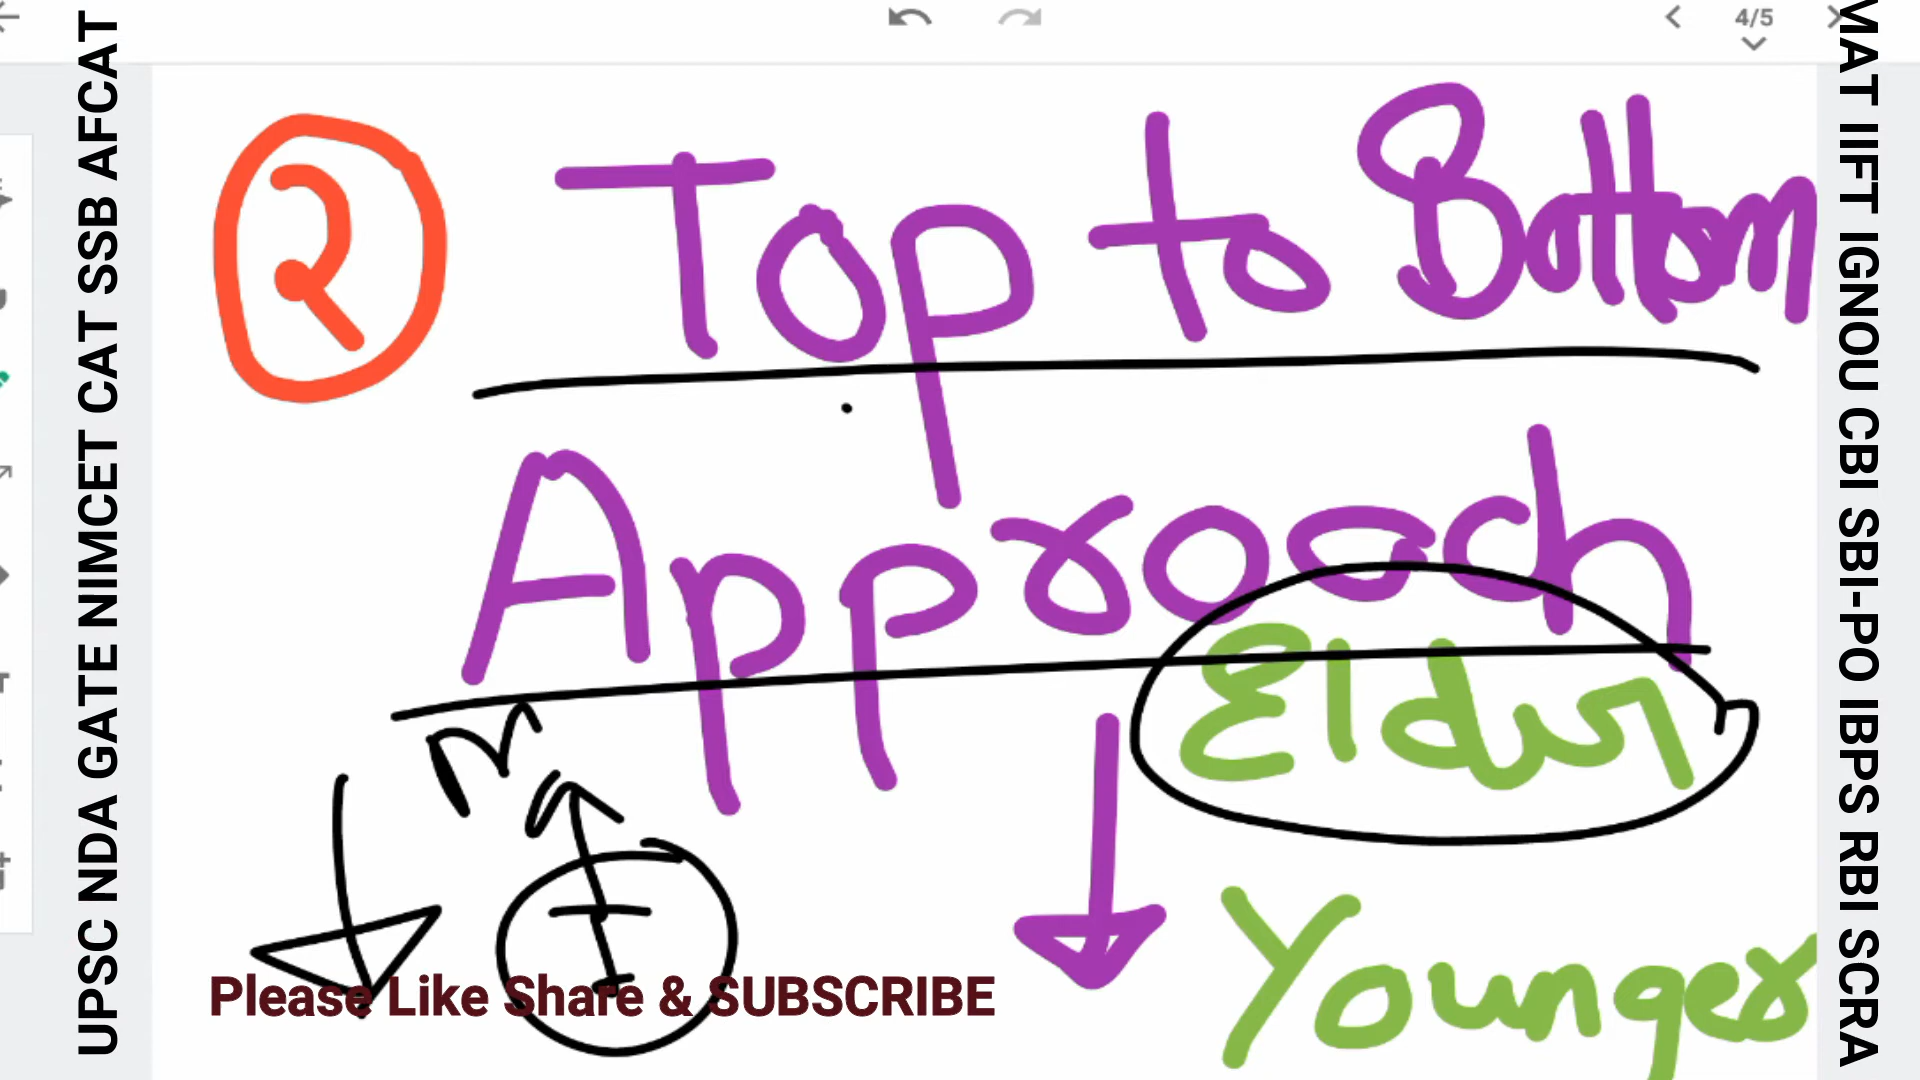 4/5
UPSC NDA GATE NIMCET CAT SSB AFCAT
२ Top to Bottom
Approach
Elder
I
Younger
Please Like Share & SUBSCRIBE
MAT IIFT IGNOU CBI SBI-PO IBPS RBI SCRA